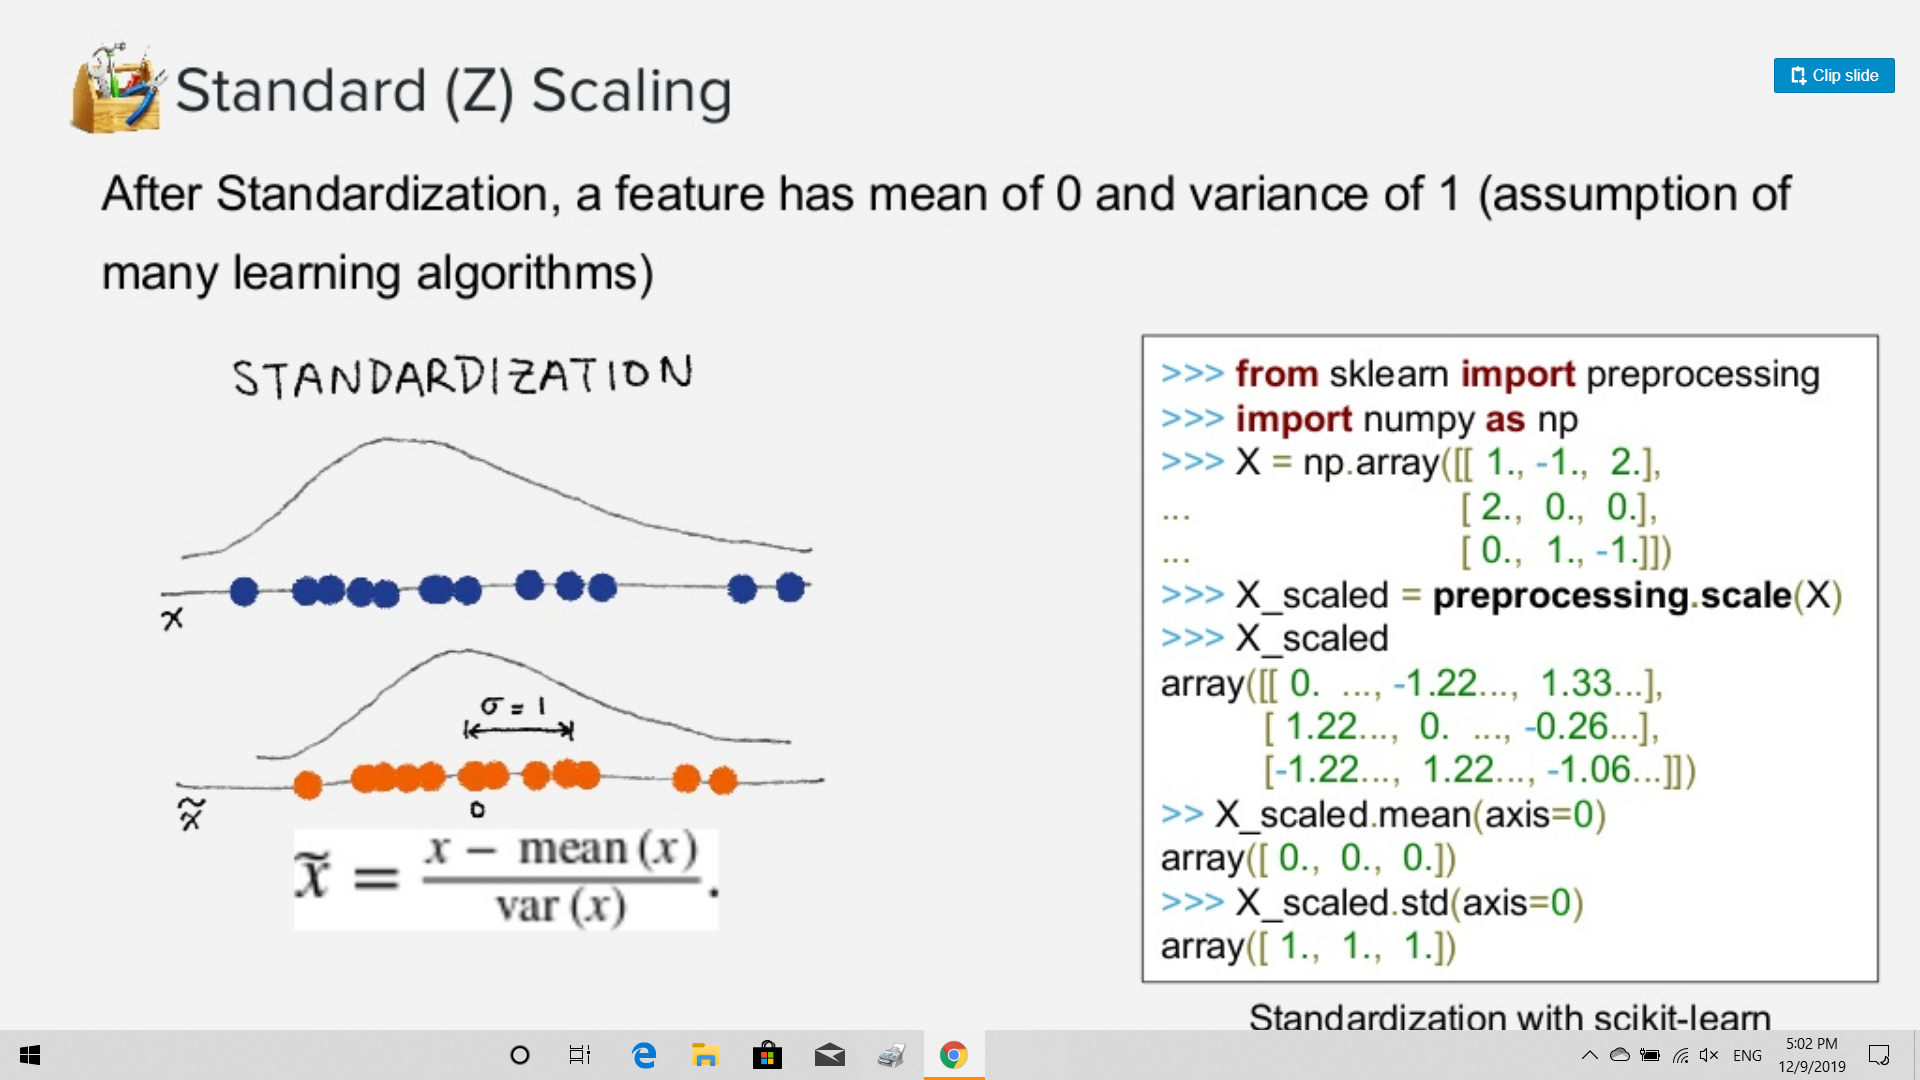 Standard (Z) Scaling
Clip slide
After Standardization, a feature has mean of 0 and variance of 1 (assumption of
many learning algorithms)
STANDARDIZATION
x
σ = 1
0
x̃
x̃ = x − mean (x) / var (x).
>>> from sklearn import preprocessing
>>> import numpy as np
>>> X = np.array([[ 1., -1., 2.],
... [ 2., 0., 0.],
... [ 0., 1., -1.]])
>>> X_scaled = preprocessing.scale(X)
>>> X_scaled
array([[ 0. ..., -1.22..., 1.33...],
[ 1.22..., 0. ..., -0.26...],
[-1.22..., 1.22..., -1.06...]])
>> X_scaled.mean(axis=0)
array([ 0., 0., 0.])
>>> X_scaled.std(axis=0)
array([ 1., 1., 1.])
Standardization with scikit-learn
ENG
5:02 PM
12/9/2019